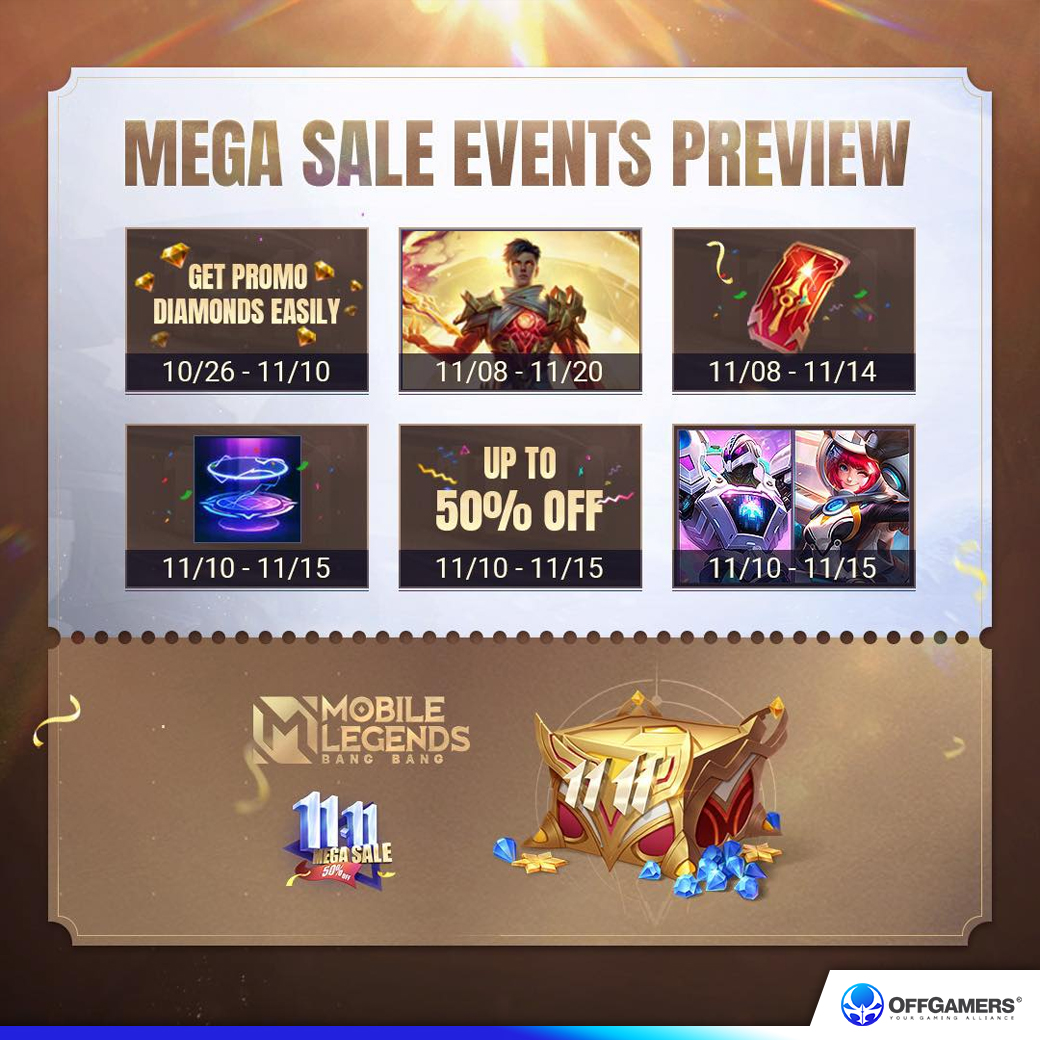 MEGA SALE EVENTS PREVIEW
GET PROMO
DIAMONDS EASILY
10/26 - 11/10
11/08 - 11/20
11/08 - 11/14
11/10 - 11/15
UP TO
50% OFF
11/10 - 11/15
11/10 - 11/15
MOBILE
LEGENDS
BANG BANG
11.11
MEGA SALE
50% OFF
11 11
OFFGAMERS®
YOUR GAMING ALLIANCE